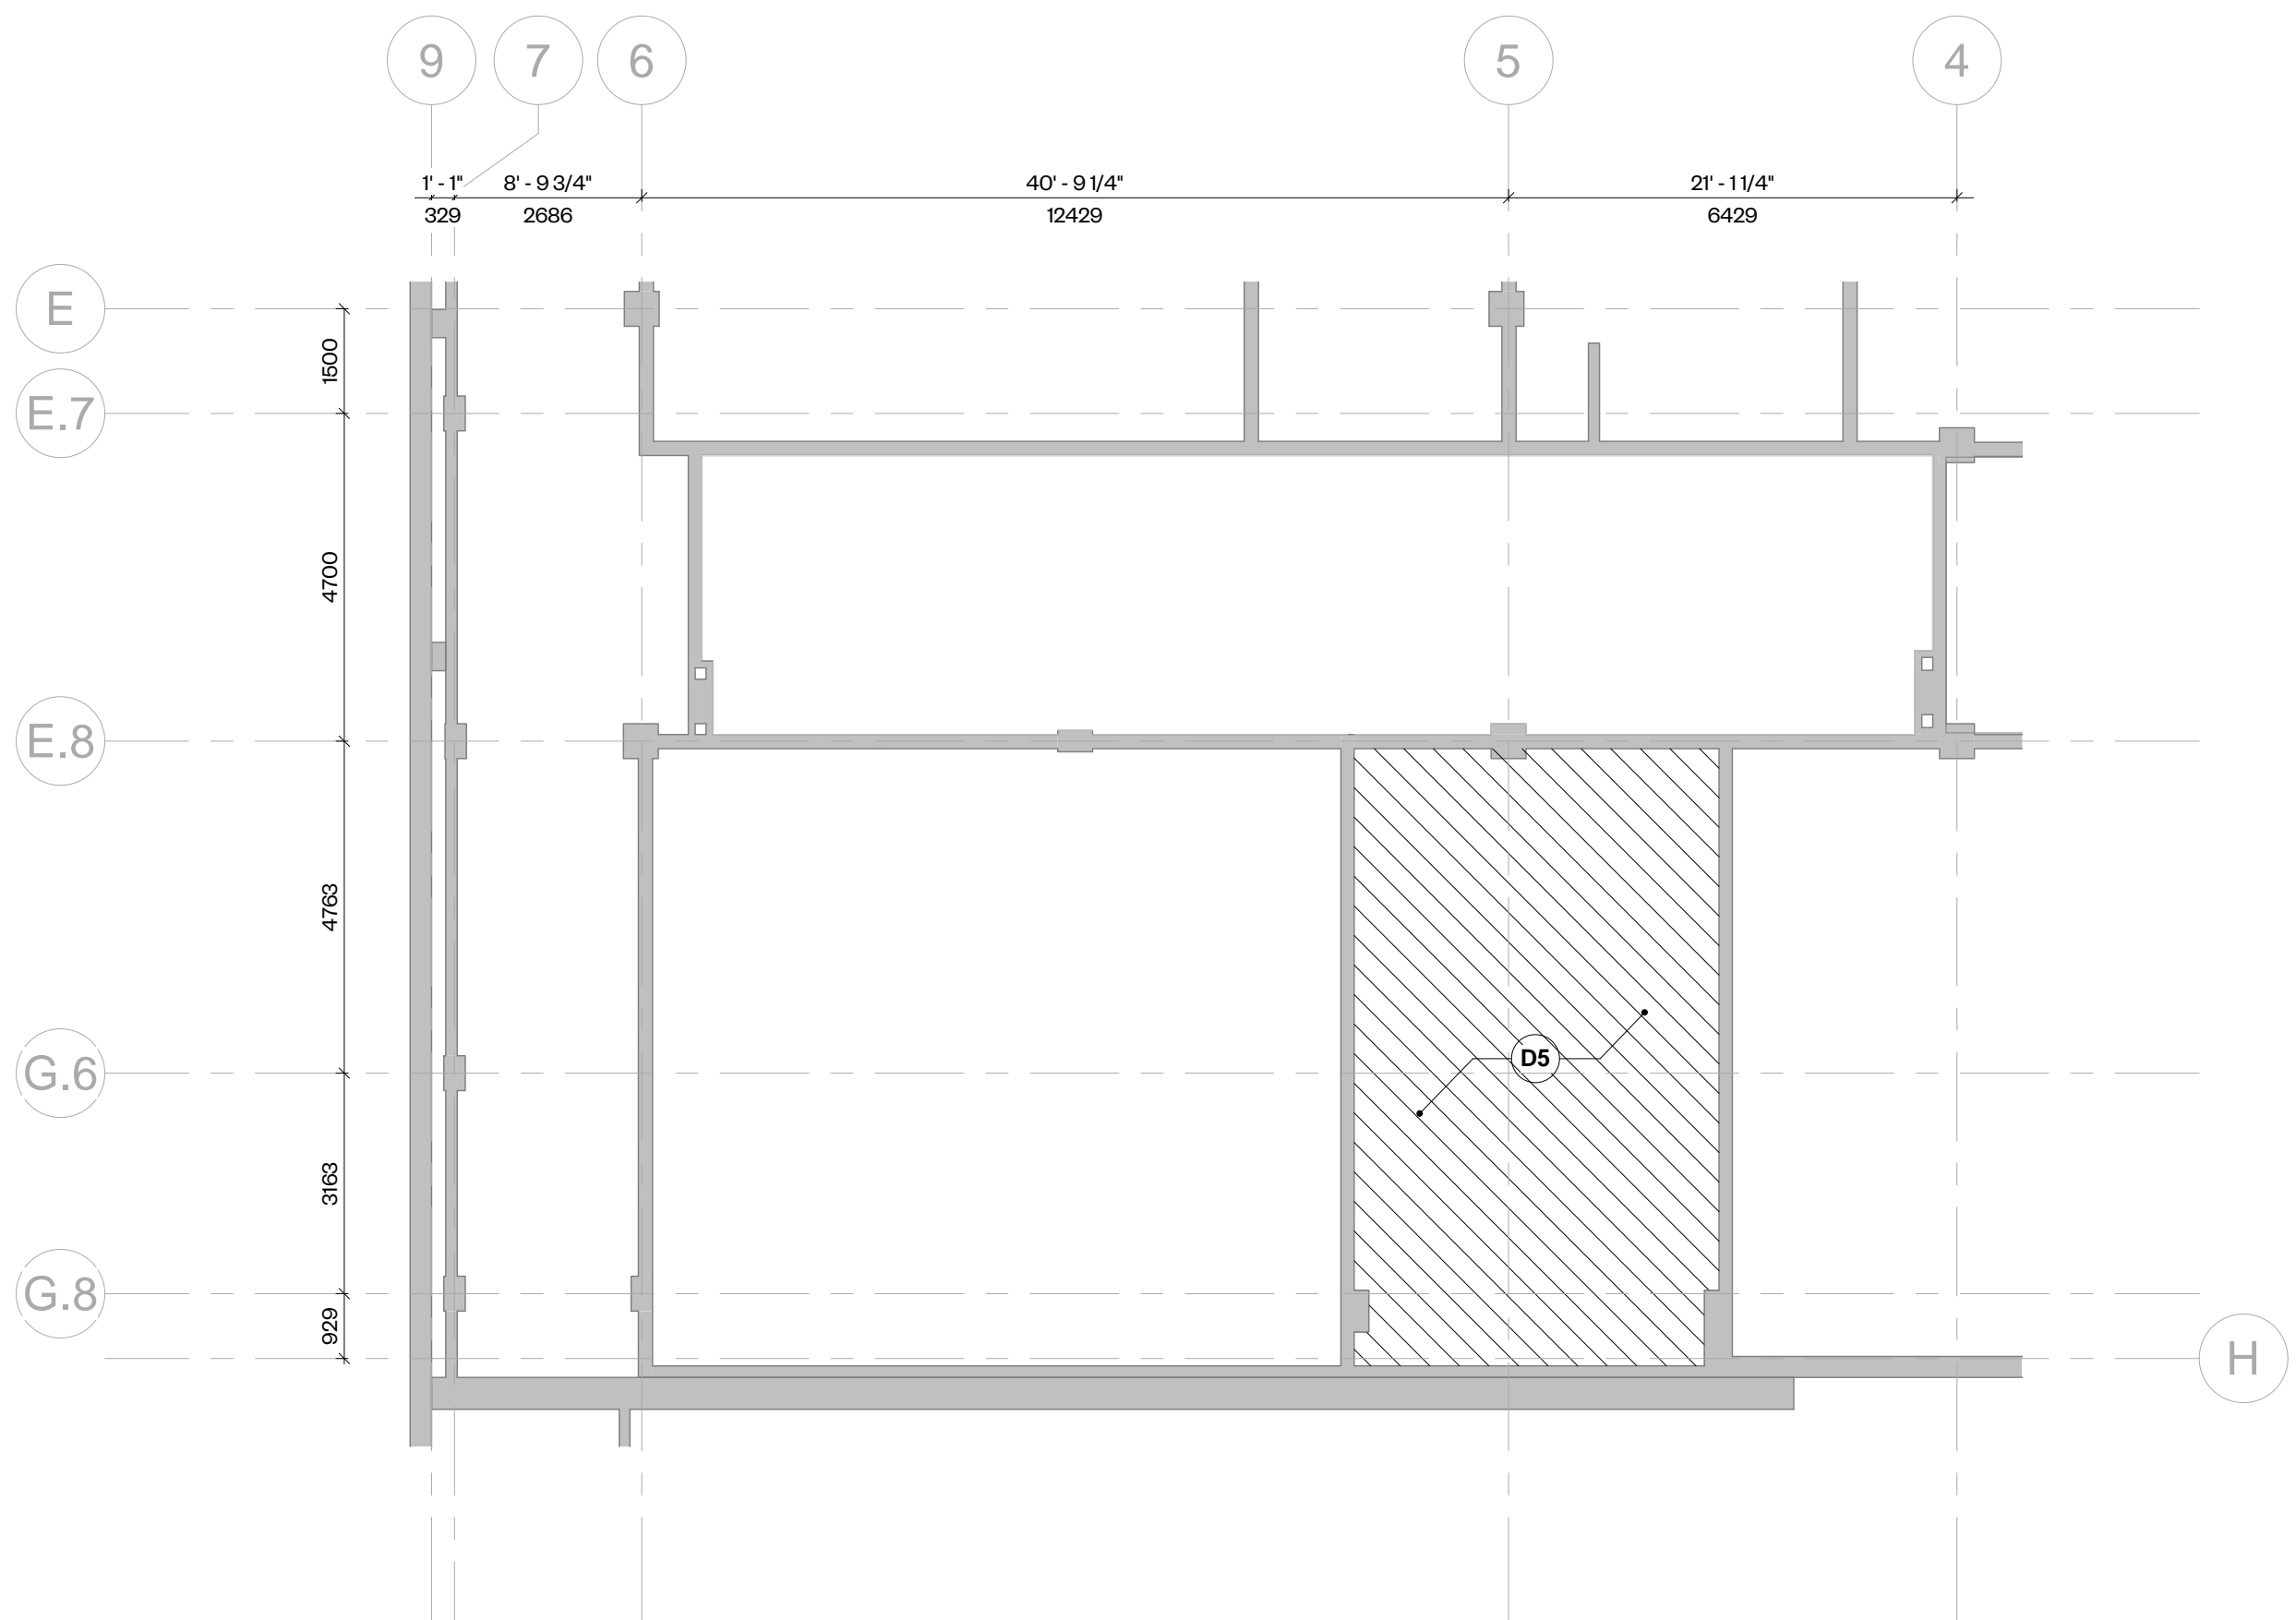 9 7 6 5 4
1' - 1" 8' - 9 3/4" 40' - 9 1/4" 21' - 1 1/4"
329 2686 12429 6429
E
1500
E.7
4700
E.8
4763
G.6
D5
3163
G.8
929
H